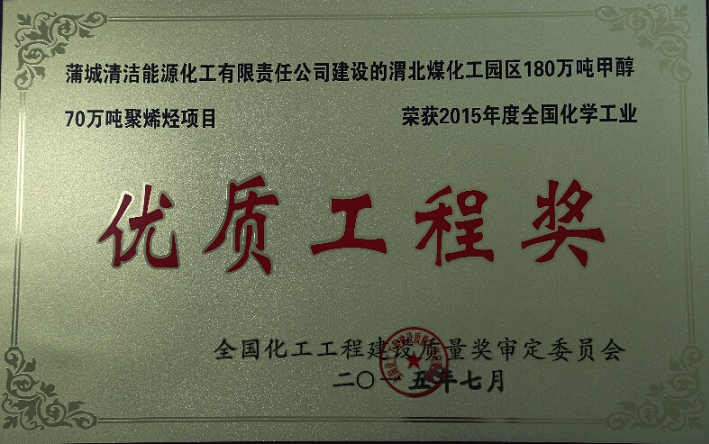 蒲城清洁能源化工有限责任公司建设的渭北煤化工园区180万吨甲醇
70万吨聚烯烃项目 荣获2015年度全国化学工业
优质工程奖
全国化工工程建设质量奖审定委员会
二〇一五年七月